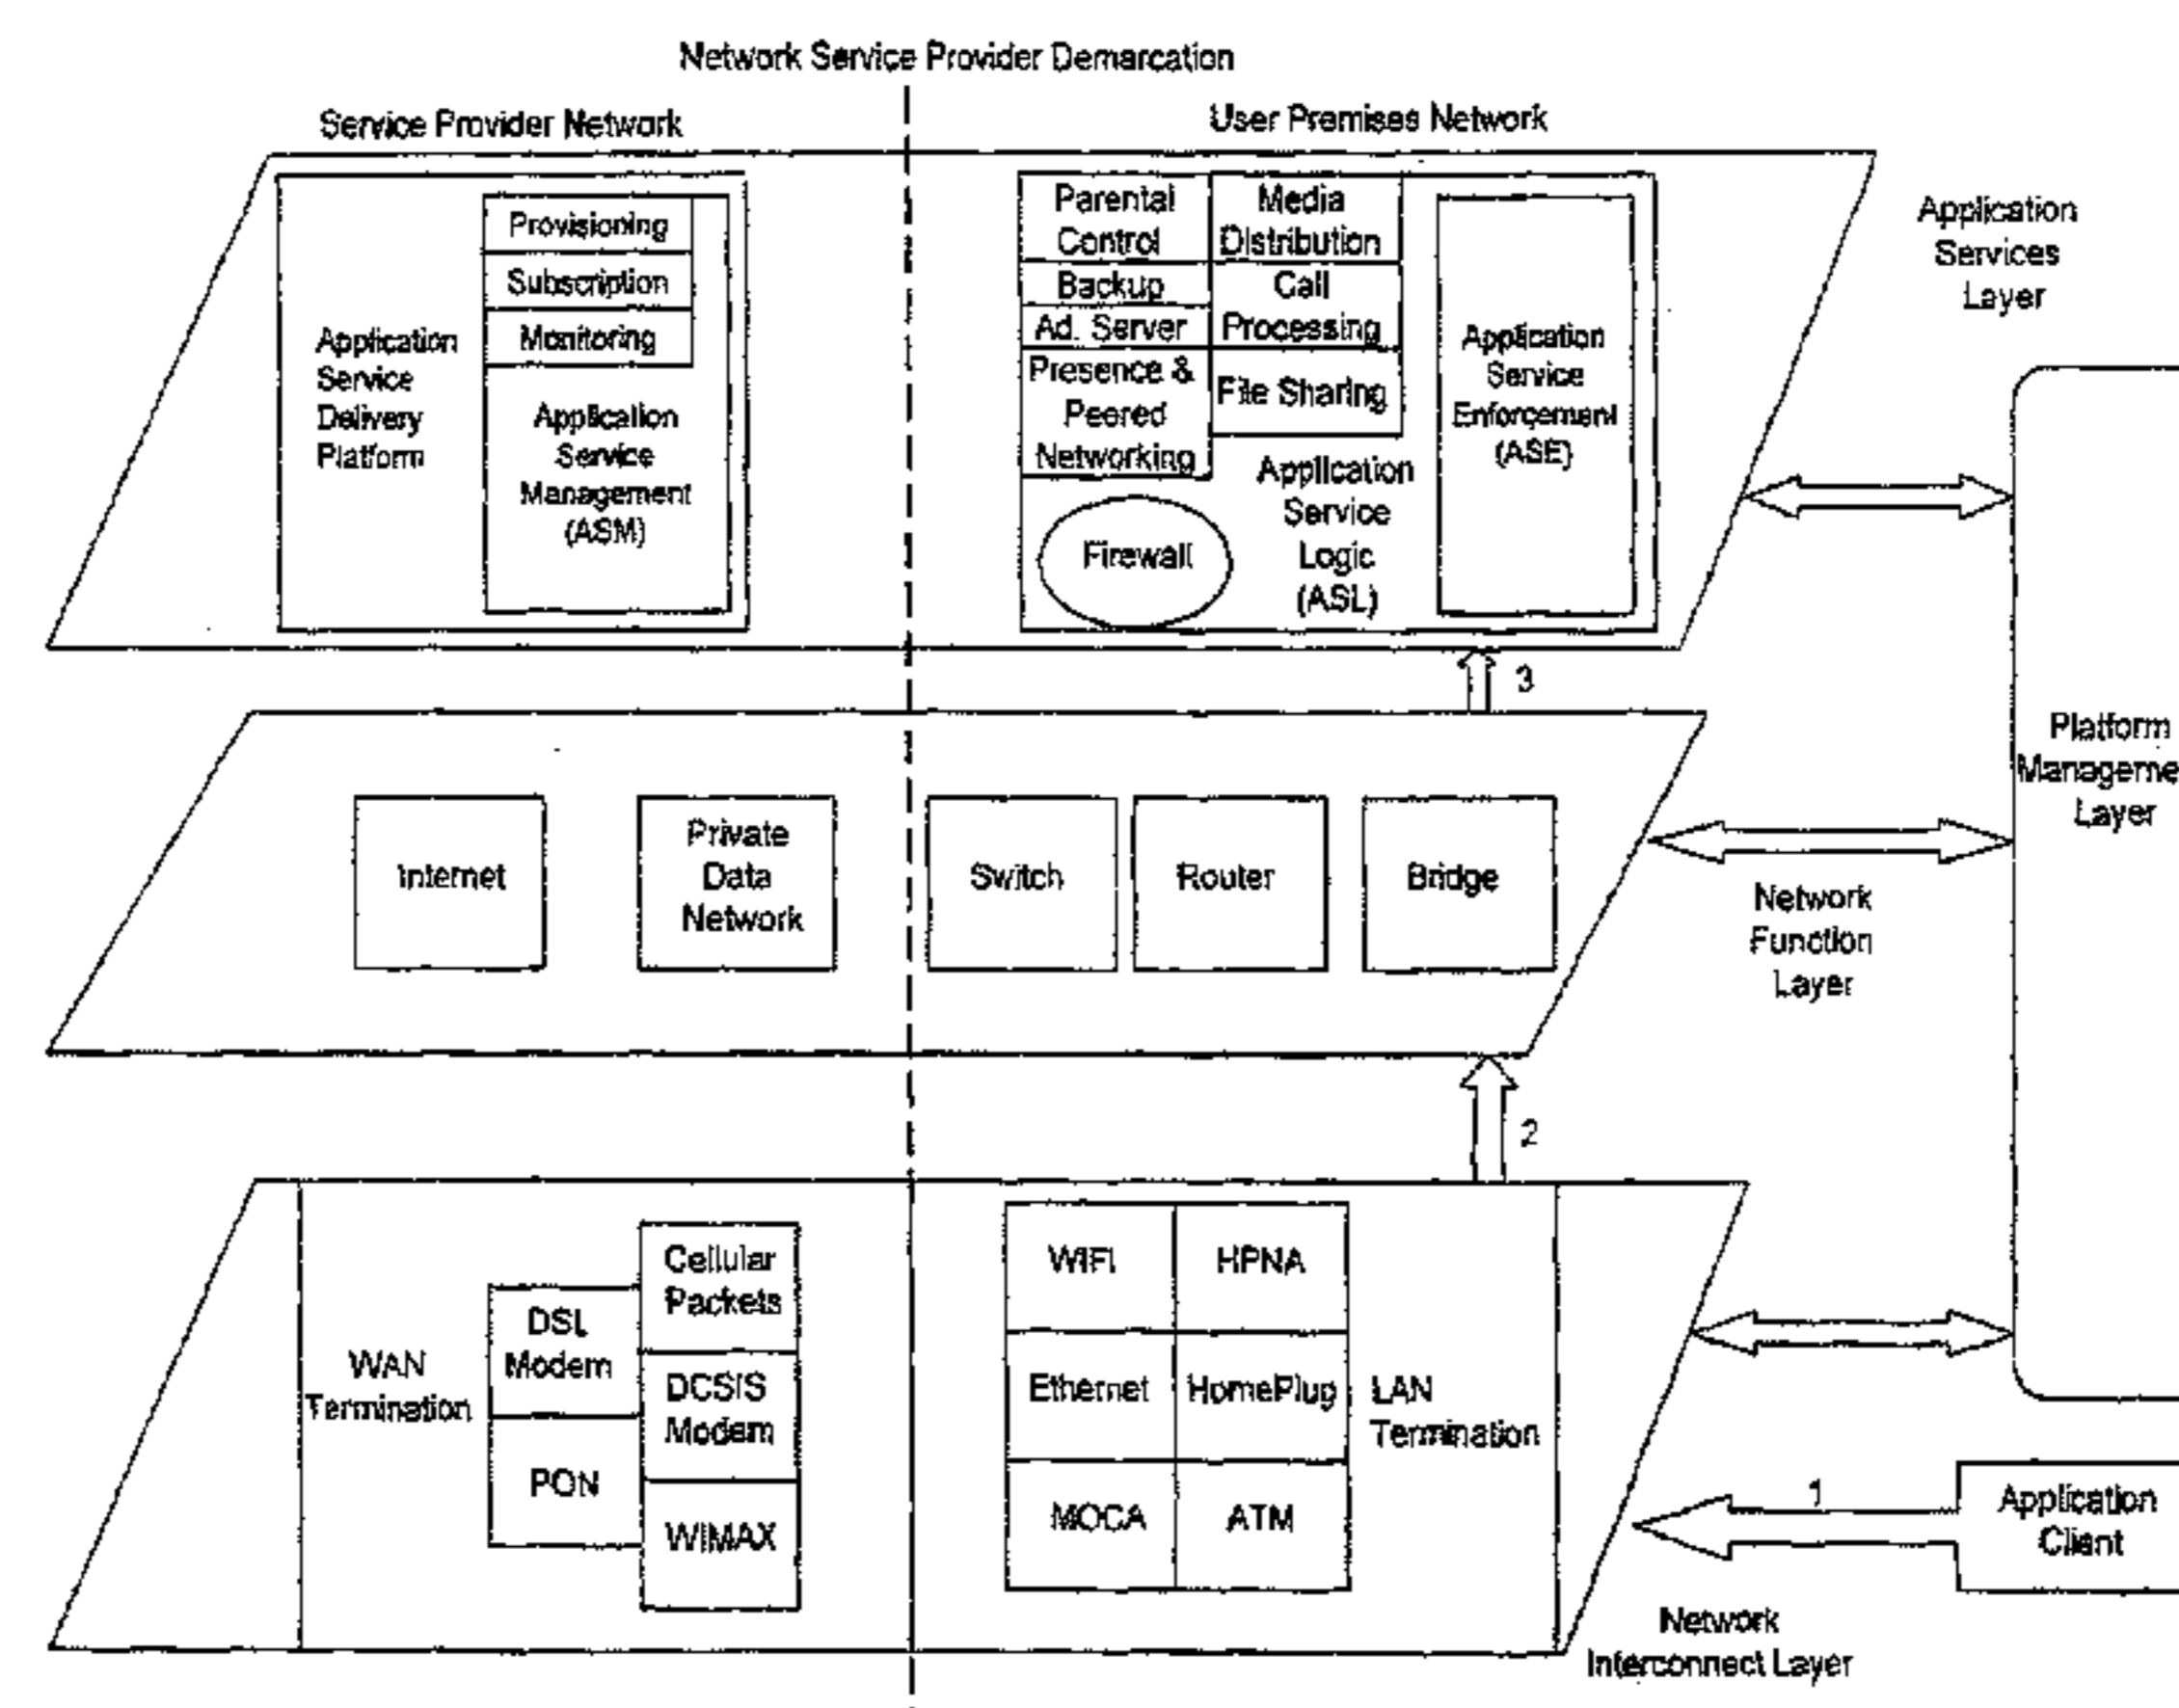 Network Service Provider Demarcation
Service Provider Network
User Premises Network
Provisioning
Subscription
Monitoring
Application
Service
Delivery
Platform
Application
Service
Management
(ASM)
Parental
Control
Backup
Ad. Server
Presence &
Peered
Networking
Media
Distribution
Call
Processing
File Sharing
Firewall
Application
Service
Logic
(ASL)
Application
Service
Enforcement
(ASE)
Application
Services
Layer
3
Internet
Private
Data
Network
Switch
Router
Bridge
Network
Function
Layer
Platform
Manageme
Layer
2
WAN
Termination
DSL
Modem
PON
Cellular
Packets
DCSIS
Modem
WIMAX
WIFI
HPNA
Ethernet
HomePlug
MOCA
ATM
LAN
Termination
1
Application
Client
Network
Interconnect Layer